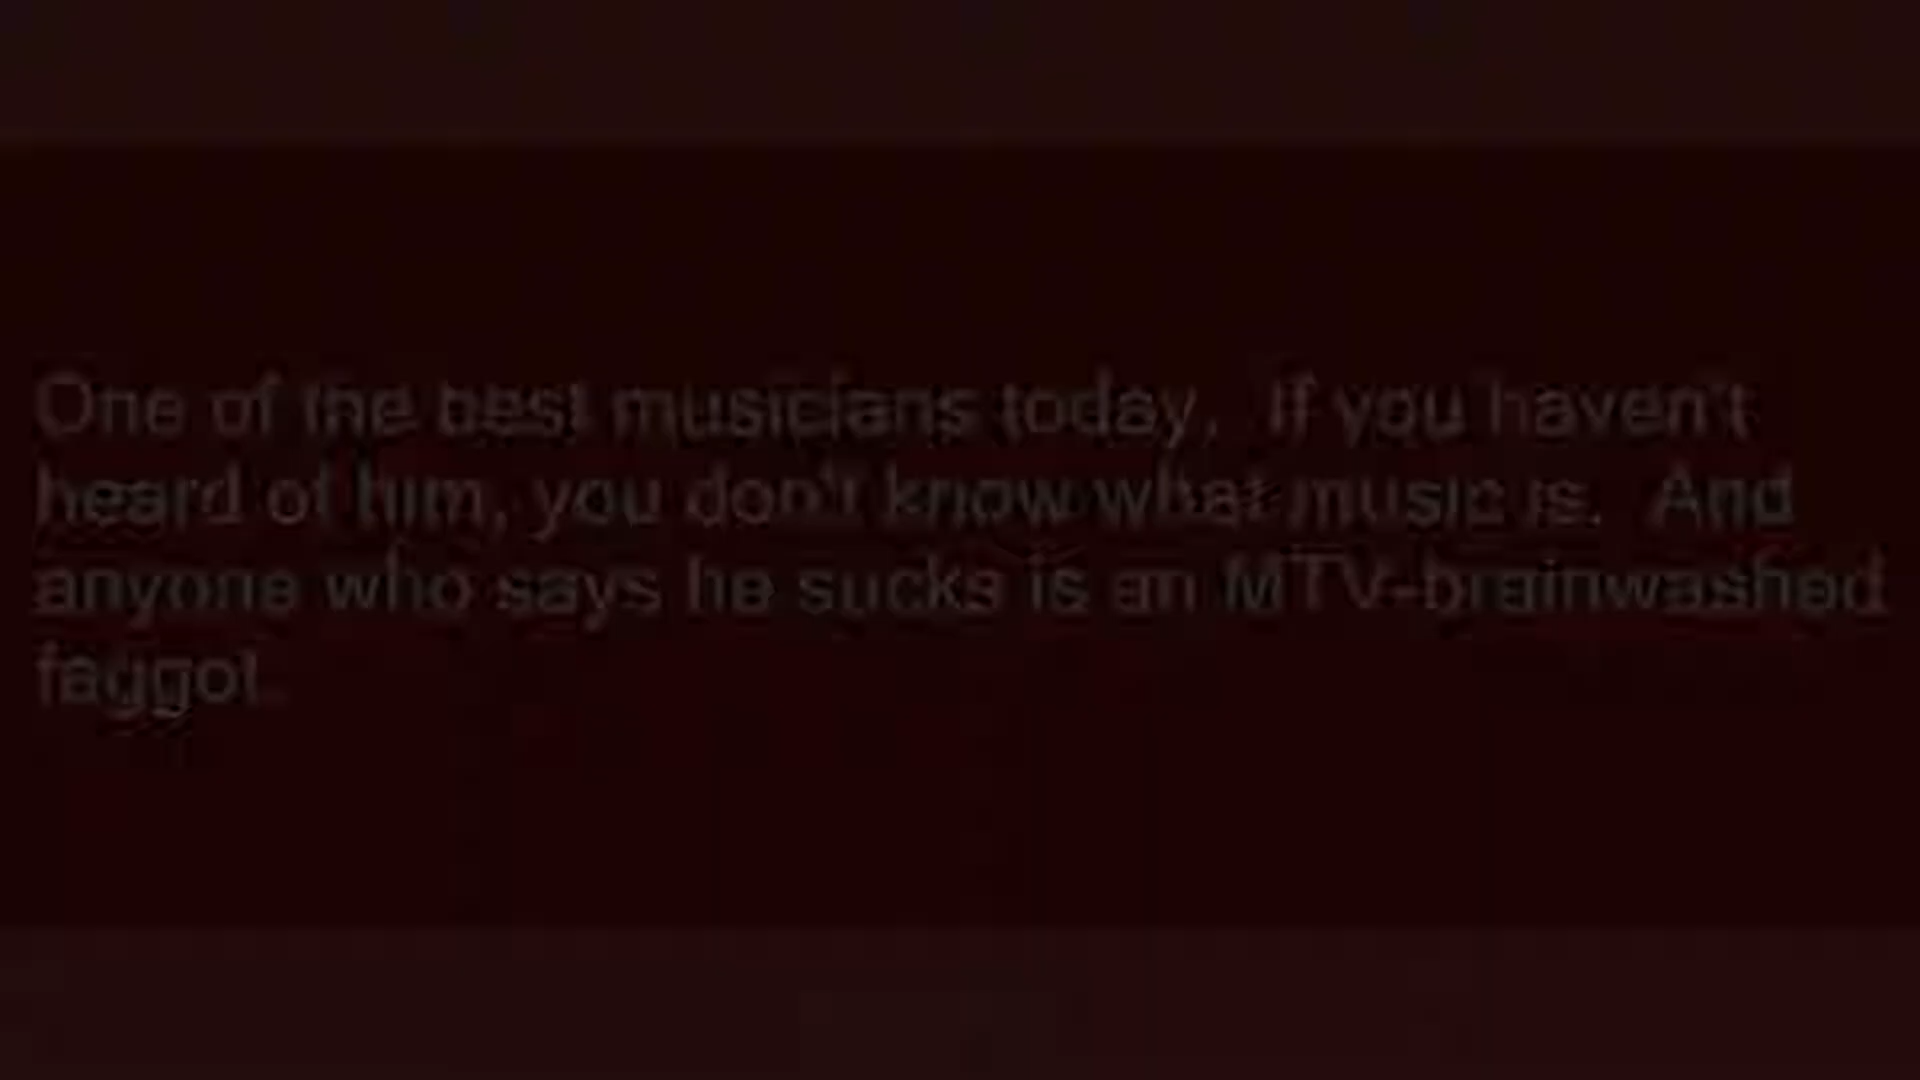 One of the best musicians today.  If you haven't
heard of him, you don't know what music is.  And
anyone who says he sucks is an MTV-brainwashed
faggot.